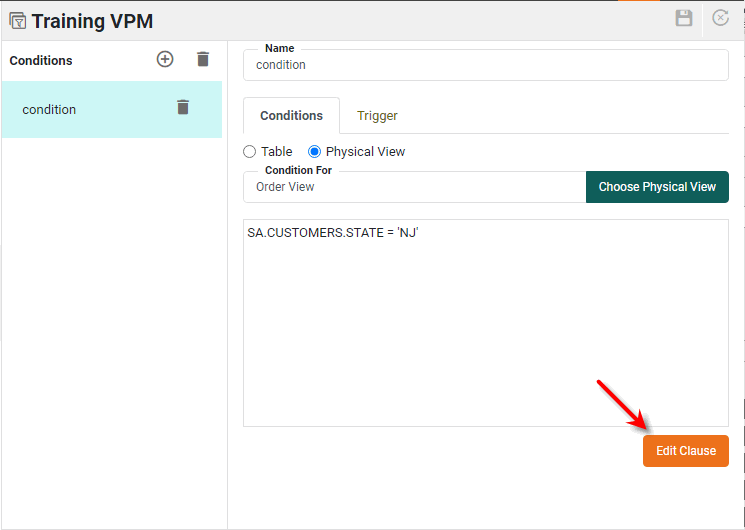 Training VPM
Conditions
condition
Name
condition
Conditions
Trigger
Table
Physical View
Condition For
Order View
Choose Physical View
SA.CUSTOMERS.STATE = 'NJ'
Edit Clause